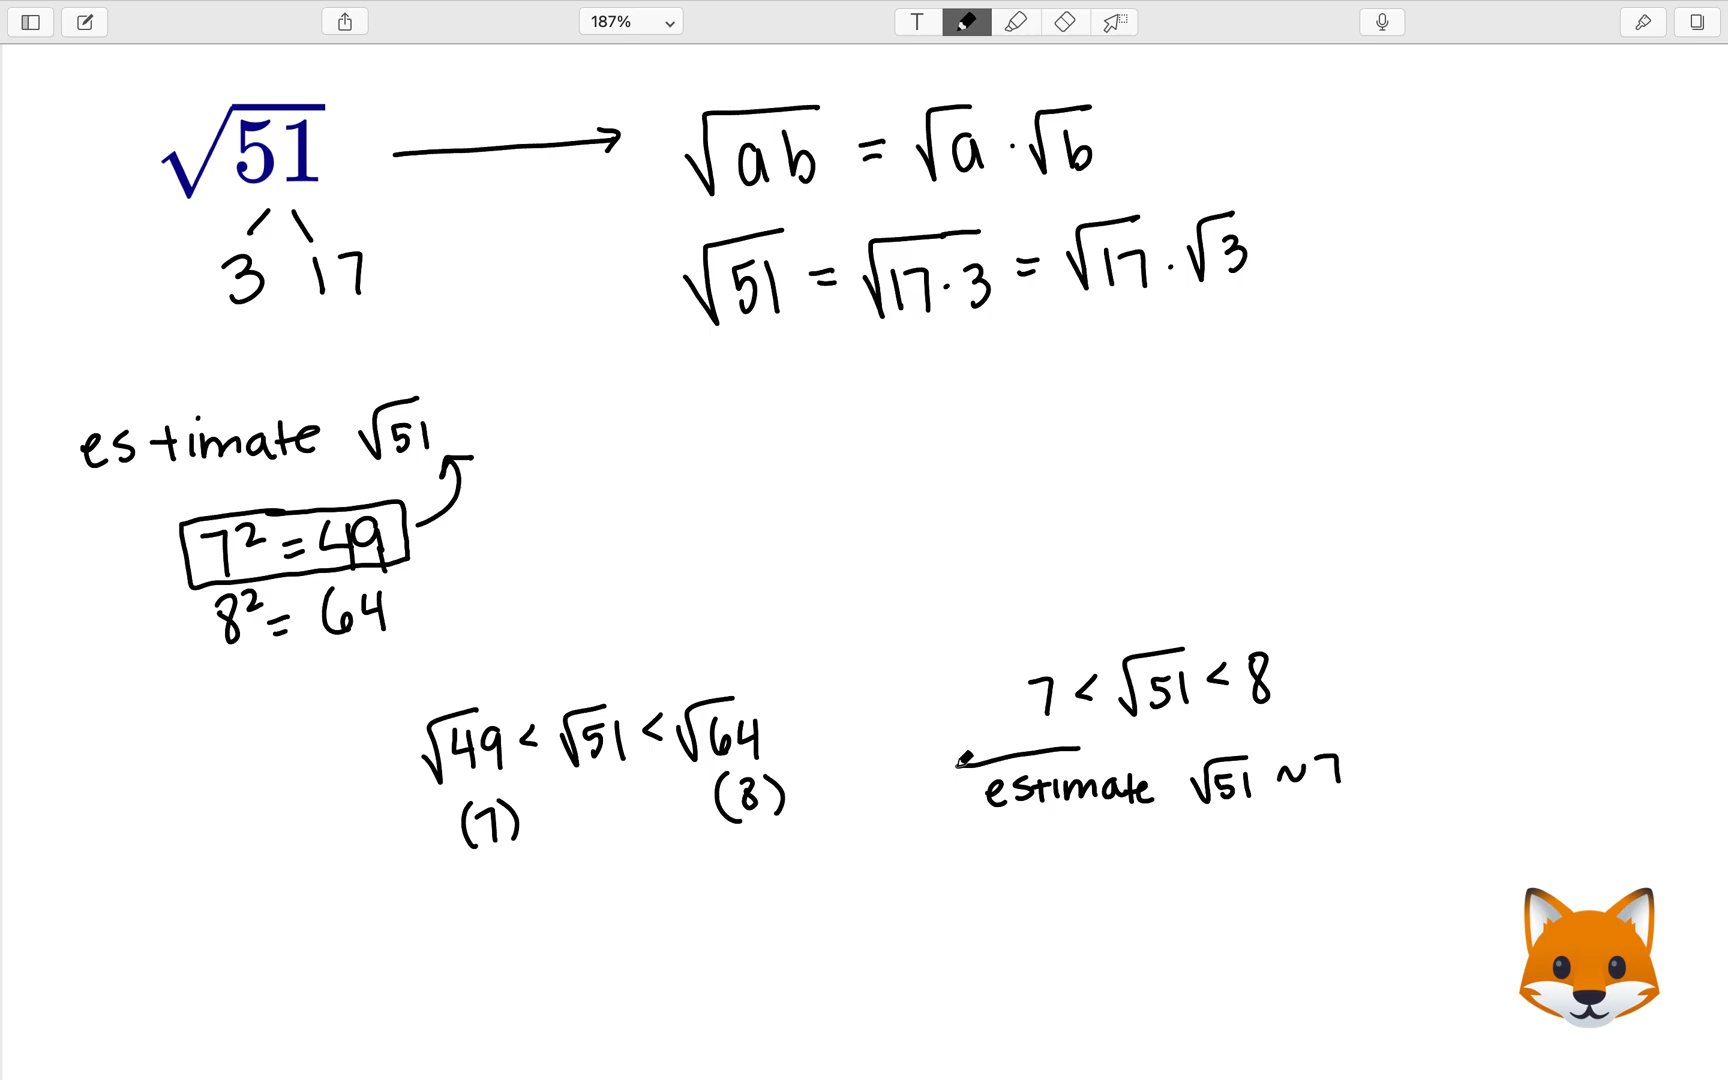 187%
T
√51 → √ab = √a · √b
3 17
√51 = √17·3 = √17 · √3
estimate √51
7² = 49
8² = 64
7 < √51 < 8
√49 < √51 < √64
(7) (8)
estimate √51 ~ 7